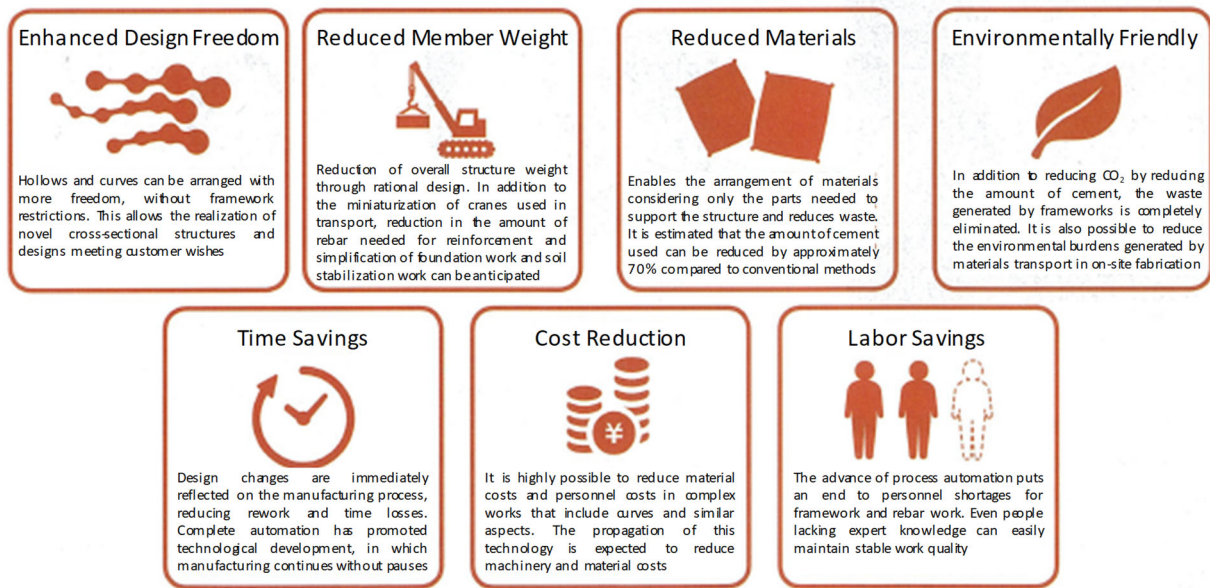 Enhanced Design Freedom
Hollows and curves can be arranged with
more freedom, without framework
restrictions. This allows the realization of
novel cross-sectional structures and
designs meeting customer wishes
Reduced Member Weight
Reduction of overall structure weight
through rational design. In addition to
the miniaturization of cranes used in
transport, reduction in the amount of
rebar needed for reinforcement and
simplification of foundation work and soil
stabilization work can be anticipated
Reduced Materials
Enables the arrangement of materials
considering only the parts needed to
support the structure and reduces waste.
It is estimated that the amount of cement
used can be reduced by approximately
70% compared to conventional methods
Environmentally Friendly
In addition to reducing CO₂ by reducing
the amount of cement, the waste
generated by frameworks is completely
eliminated. It is also possible to reduce
the environmental burdens generated by
materials transport in on-site fabrication
Time Savings
Design changes are immediately
reflected on the manufacturing process,
reducing rework and time losses.
Complete automation has promoted
technological development, in which
manufacturing continues without pauses
Cost Reduction
¥
It is highly possible to reduce material
costs and personnel costs in complex
works that include curves and similar
aspects. The propagation of this
technology is expected to reduce
machinery and material costs
Labor Savings
The advance of process automation puts
an end to personnel shortages for
framework and rebar work. Even people
lacking expert knowledge can easily
maintain stable work quality